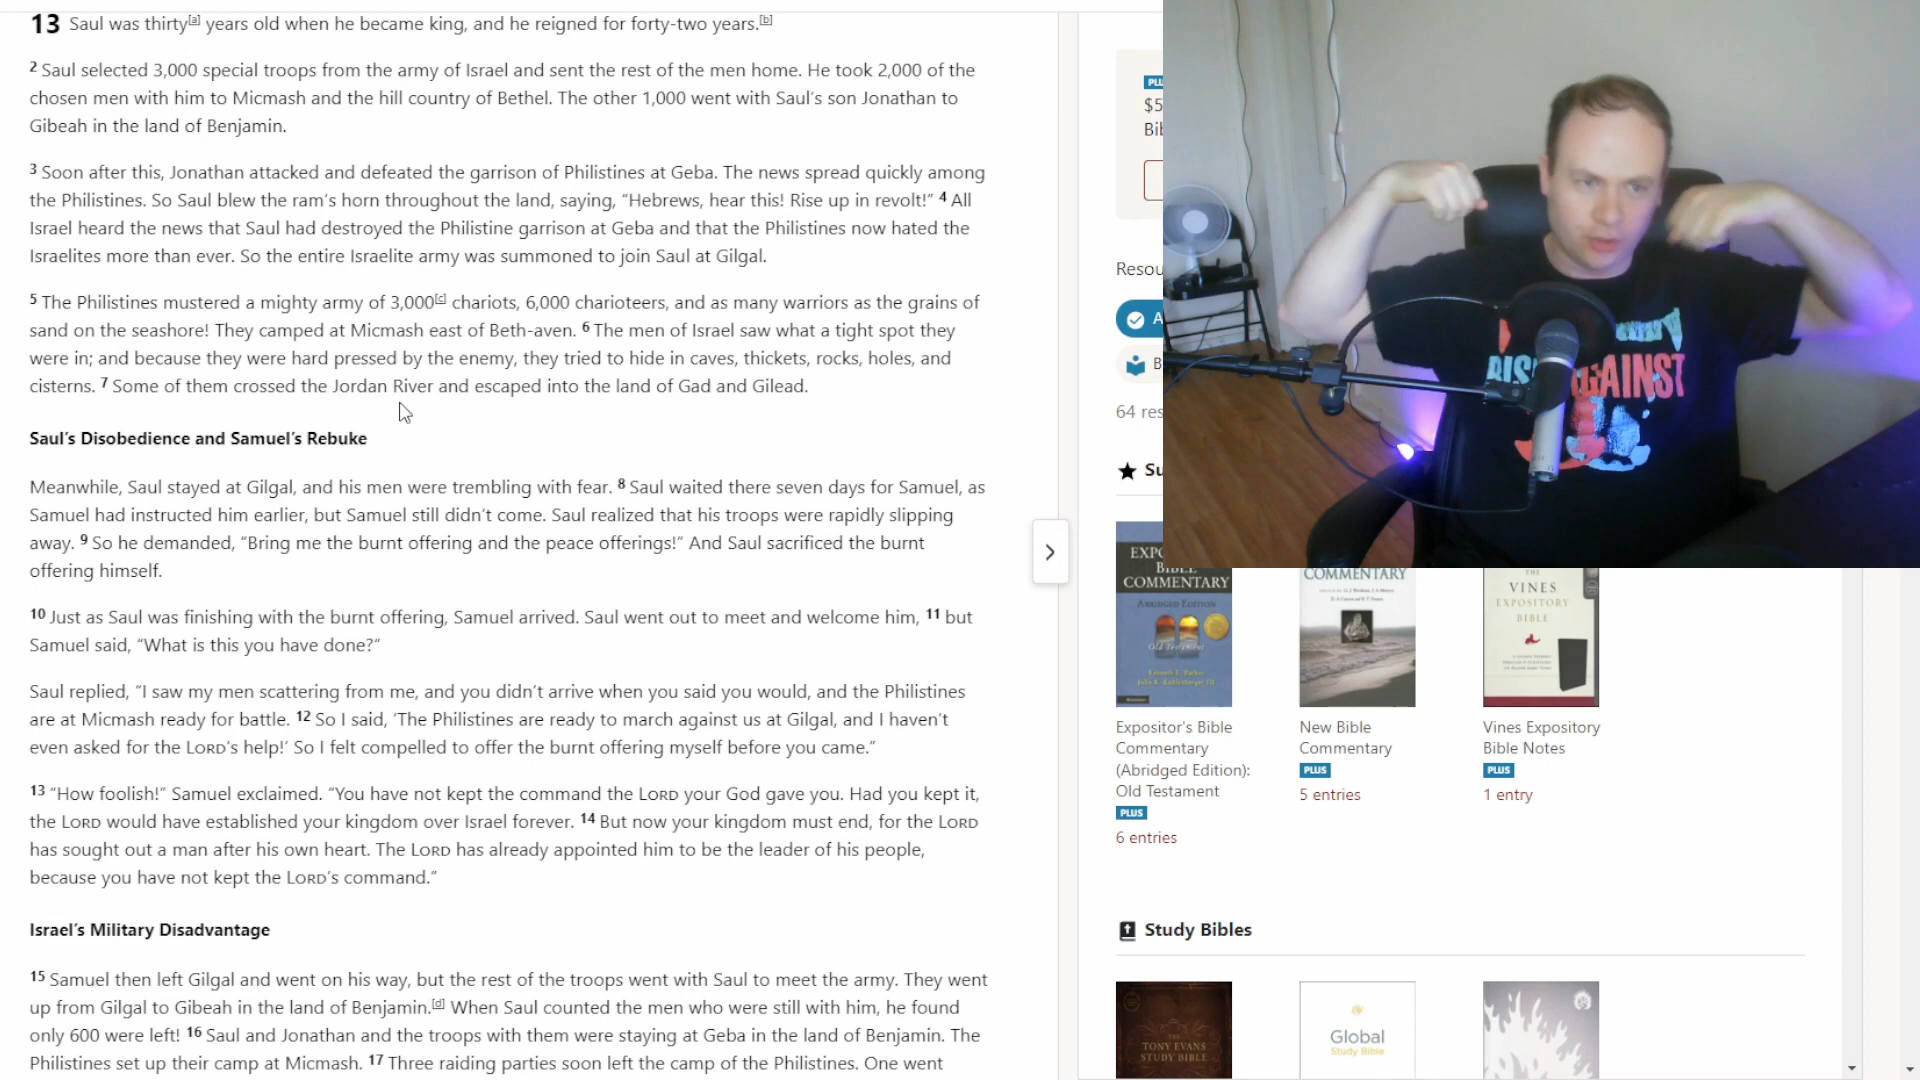 13 Saul was thirty[a] years old when he became king, and he reigned for forty-two years.[b]
2 Saul selected 3,000 special troops from the army of Israel and sent the rest of the men home. He took 2,000 of the
chosen men with him to Micmash and the hill country of Bethel. The other 1,000 went with Saul’s son Jonathan to
Gibeah in the land of Benjamin.
3 Soon after this, Jonathan attacked and defeated the garrison of Philistines at Geba. The news spread quickly among
the Philistines. So Saul blew the ram’s horn throughout the land, saying, “Hebrews, hear this! Rise up in revolt!” 4 All
Israel heard the news that Saul had destroyed the Philistine garrison at Geba and that the Philistines now hated the
Israelites more than ever. So the entire Israelite army was summoned to join Saul at Gilgal.
5 The Philistines mustered a mighty army of 3,000[c] chariots, 6,000 charioteers, and as many warriors as the grains of
sand on the seashore! They camped at Micmash east of Beth-aven. 6 The men of Israel saw what a tight spot they
were in; and because they were hard pressed by the enemy, they tried to hide in caves, thickets, rocks, holes, and
cisterns. 7 Some of them crossed the Jordan River and escaped into the land of Gad and Gilead.
Saul’s Disobedience and Samuel’s Rebuke
Meanwhile, Saul stayed at Gilgal, and his men were trembling with fear. 8 Saul waited there seven days for Samuel, as
Samuel had instructed him earlier, but Samuel still didn’t come. Saul realized that his troops were rapidly slipping
away. 9 So he demanded, “Bring me the burnt offering and the peace offerings!” And Saul sacrificed the burnt
offering himself.
10 Just as Saul was finishing with the burnt offering, Samuel arrived. Saul went out to meet and welcome him, 11 but
Samuel said, “What is this you have done?”
Saul replied, “I saw my men scattering from me, and you didn’t arrive when you said you would, and the Philistines
are at Micmash ready for battle. 12 So I said, ‘The Philistines are ready to march against us at Gilgal, and I haven’t
even asked for the LORD’s help!’ So I felt compelled to offer the burnt offering myself before you came.”
13 “How foolish!” Samuel exclaimed. “You have not kept the command the LORD your God gave you. Had you kept it,
the LORD would have established your kingdom over Israel forever. 14 But now your kingdom must end, for the LORD
has sought out a man after his own heart. The LORD has already appointed him to be the leader of his people,
because you have not kept the LORD’s command.”
Israel’s Military Disadvantage
15 Samuel then left Gilgal and went on his way, but the rest of the troops went with Saul to meet the army. They went
up from Gilgal to Gibeah in the land of Benjamin.[d] When Saul counted the men who were still with him, he found
only 600 were left! 16 Saul and Jonathan and the troops with them were staying at Geba in the land of Benjamin. The
Philistines set up their camp at Micmash. 17 Three raiding parties soon left the camp of the Philistines. One went
PLU
$5
Bib
Resou
A
B
64 res
Su
BIBLE
COMMENTARY
ABRIDGED EDITION
Old Testament
Expositor's Bible
Commentary
(Abridged Edition):
Old Testament
PLUS
6 entries
COMMENTARY
New Bible
Commentary
PLUS
5 entries
THE
VINES
EXPOSITORY
BIBLE
Vines Expository
Bible Notes
PLUS
1 entry
Study Bibles
THE
TONY EVANS
STUDY BIBLE
Global
Study Bible